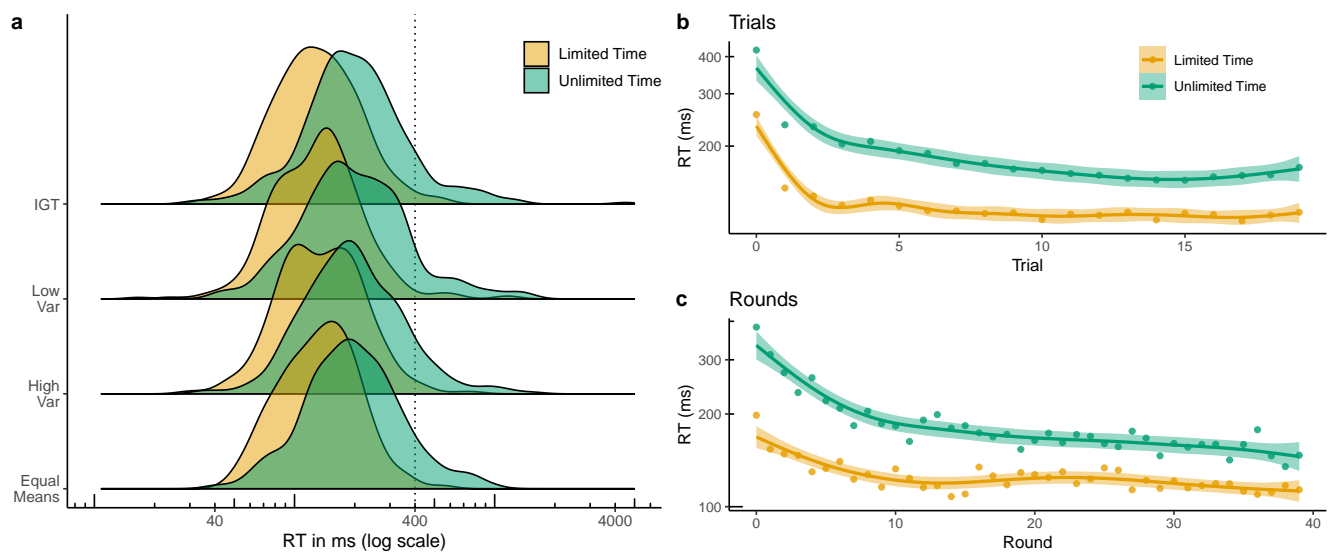 a
Limited Time
Unlimited Time
IGT
Low
Var
High
Var
Equal
Means
40
400
4000
RT in ms (log scale)
b
Trials
Limited Time
Unlimited Time
400
300
200
RT (ms)
0
5
10
15
Trial
c
Rounds
300
200
100
RT (ms)
0
10
20
30
40
Round